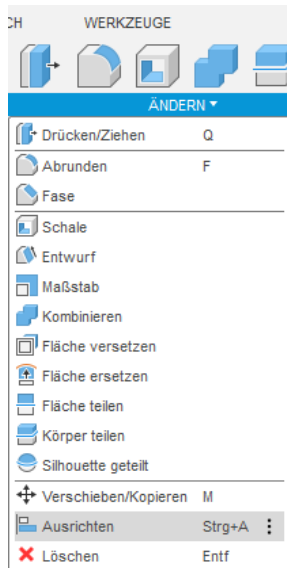 CH WERKZEUGE
ÄNDERN
Drücken/Ziehen Q
Abrunden F
Fase
Schale
Entwurf
Maßstab
Kombinieren
Fläche versetzen
Fläche ersetzen
Fläche teilen
Körper teilen
Silhouette geteilt
Verschieben/Kopieren M
Ausrichten Strg+A
Löschen Entf